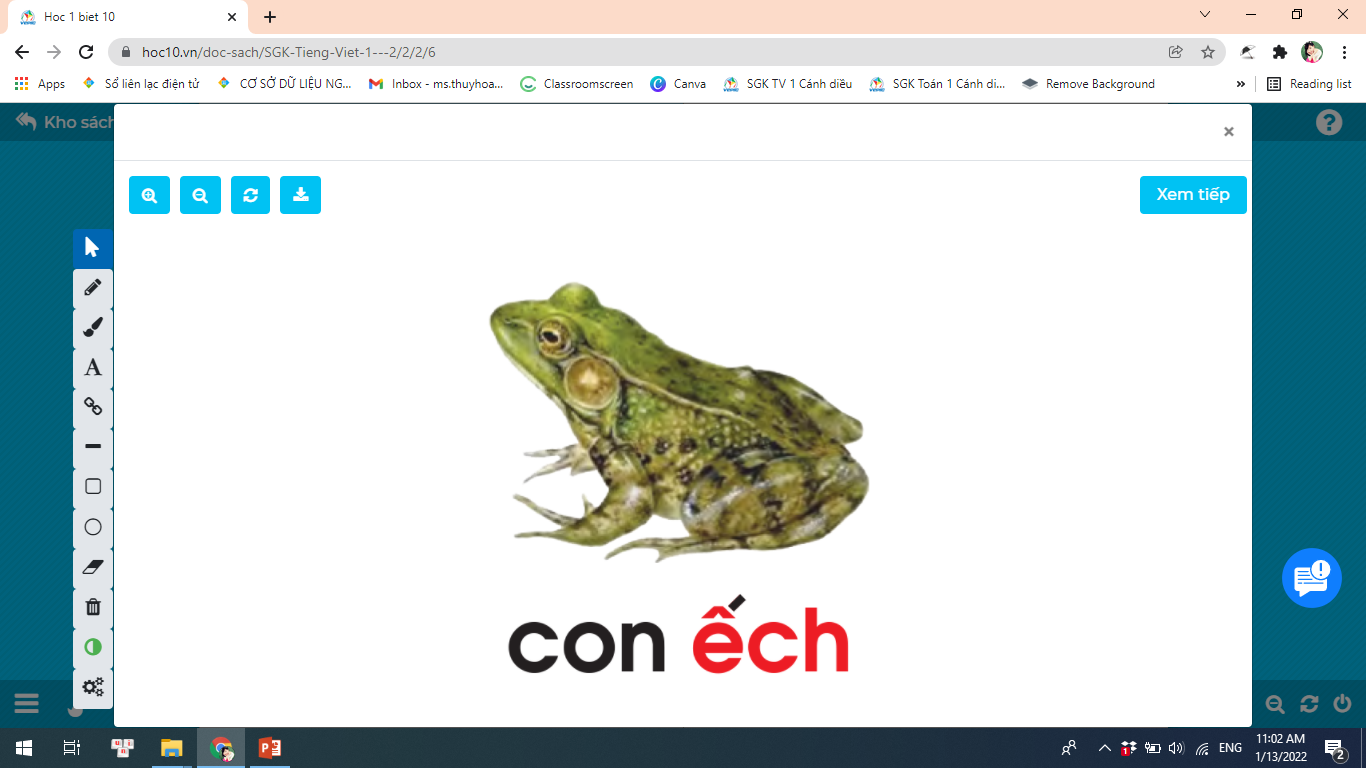 Hoc 1 biet 10
hoc10.vn/doc-sach/SGK-Tieng-Viet-1---2/2/2/6
Apps Sổ liên lạc điện tử CƠ SỞ DỮ LIỆU NG... Inbox - ms.thuyhoa... Classroomscreen Canva SGK TV 1 Cánh diều SGK Toán 1 Cánh di... Remove Background » Reading list
Kho sách
Xem tiếp
A
con ếch
ENG
11:02 AM
1/13/2022
1
2